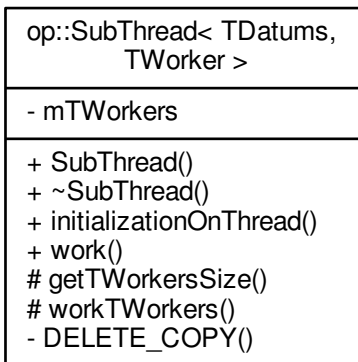 op::SubThread< TDatums,
TWorker >
- mTWorkers
+ SubThread()
+ ~SubThread()
+ initializationOnThread()
+ work()
# getTWorkersSize()
# workTWorkers()
- DELETE_COPY()